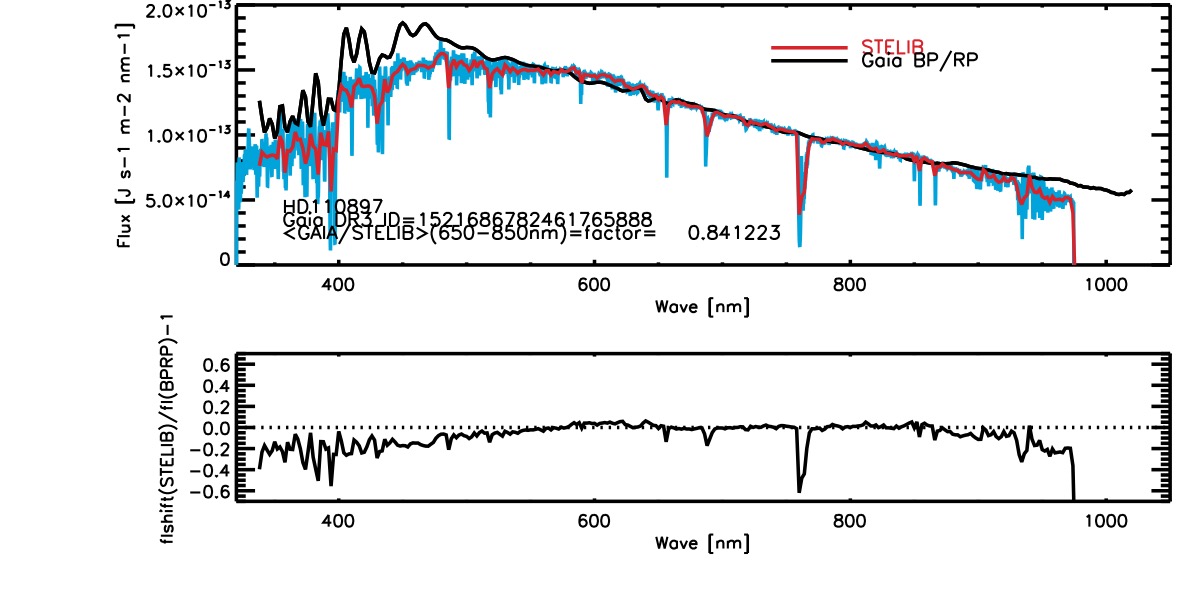 2.0×10−13
1.5×10−13
1.0×10−13
5.0×10−14
0
Flux [J s−1 m−2 nm−1]
STELIB
Gaia BP/RP
HD110897
Gaia DR3 ID=1521686782461765888
<GAIA/STELIB>(650−850nm)=factor= 0.841223
400 600 800 1000
Wave [nm]
flshift(STELIB)/fl(BPRP)−1
0.6
0.4
0.2
0.0
−0.2
−0.4
−0.6
400 600 800 1000
Wave [nm]